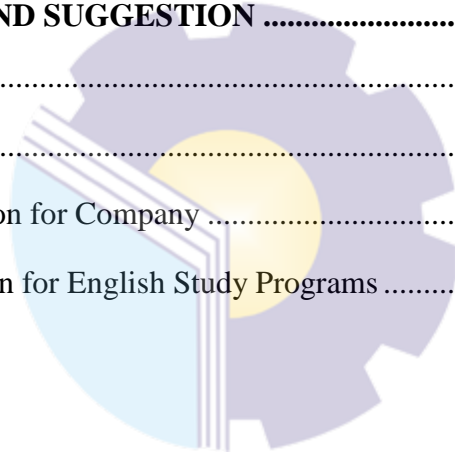 ND SUGGESTION ..........................
.................................................................
.................................................................
on for Company ...................................
n for English Study Programs ..........